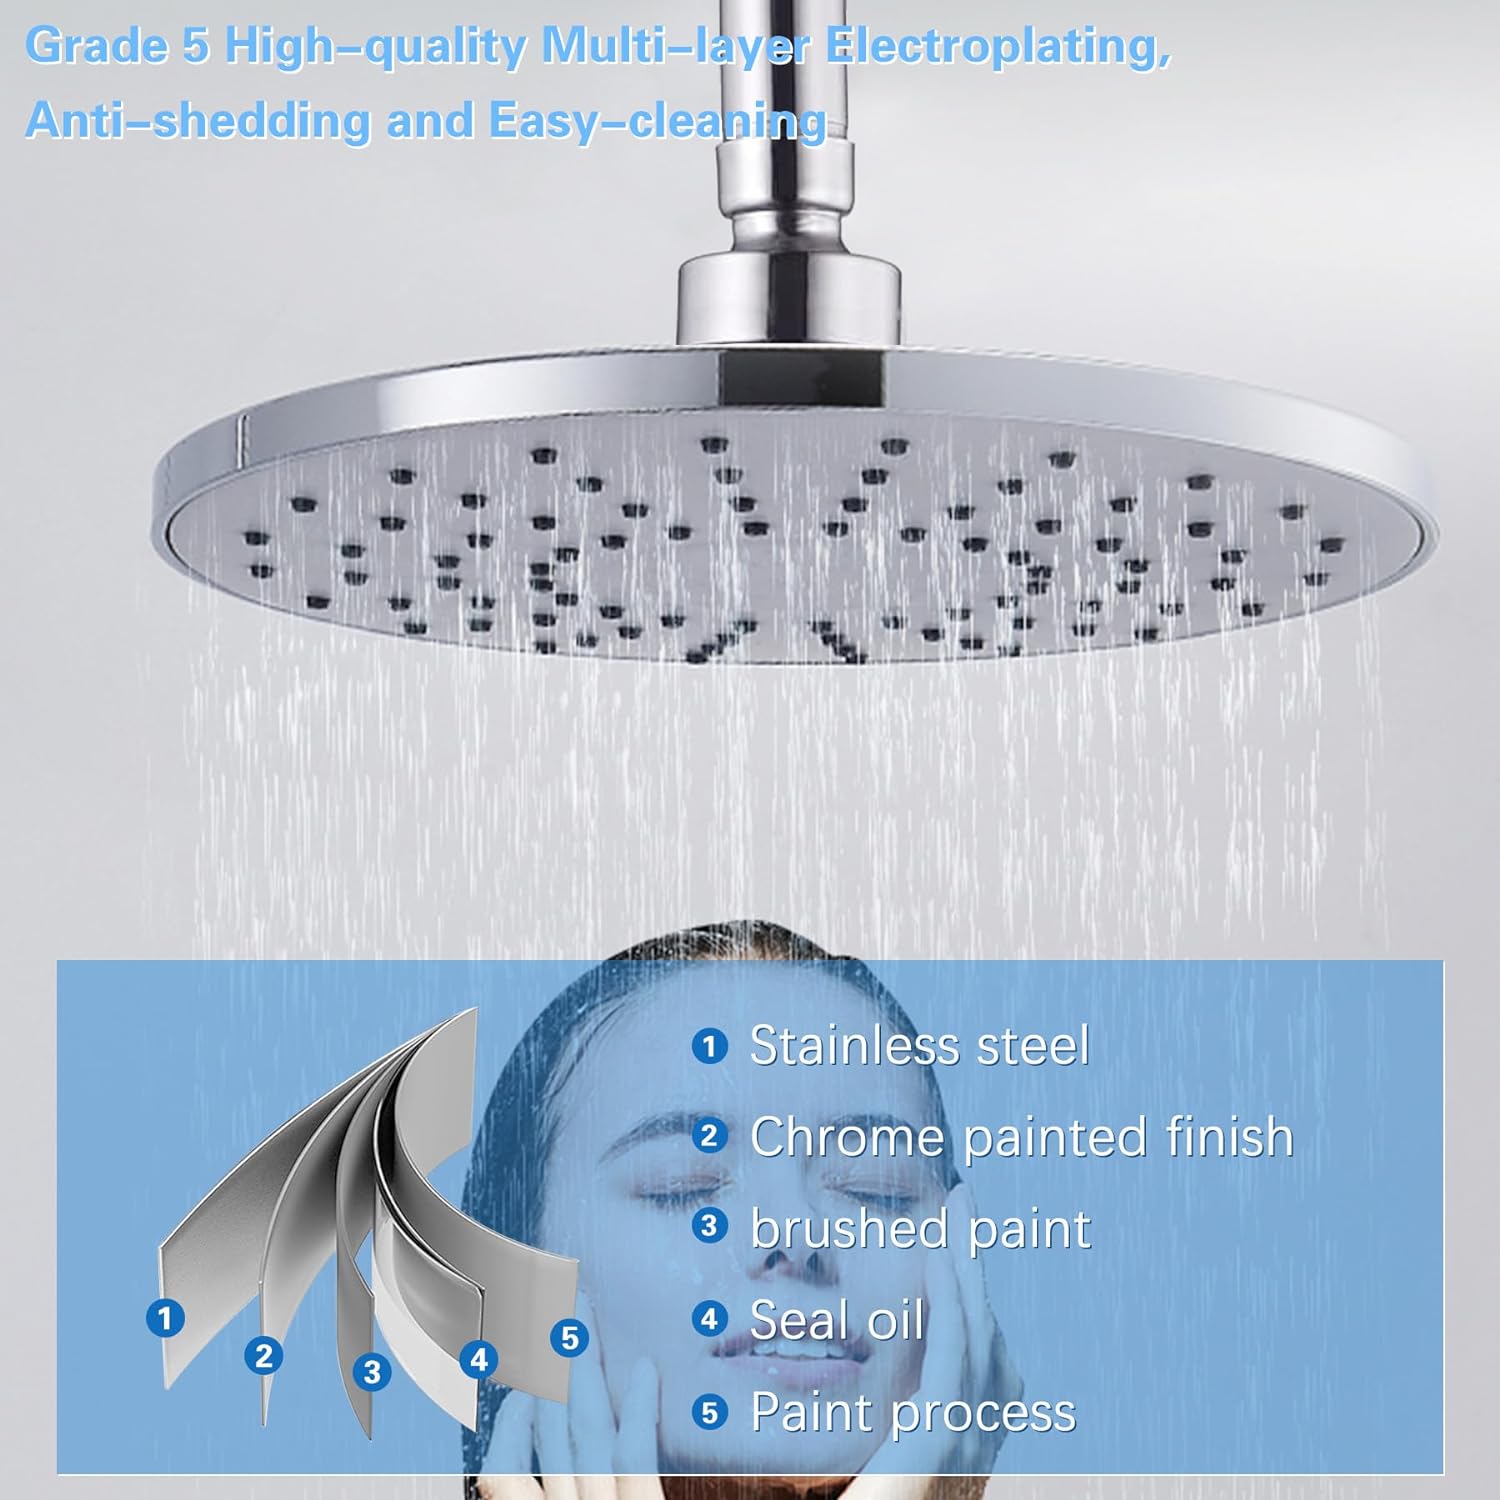 Grade 5 High-quality Multi-layer Electroplating,
Anti-shedding and Easy-cleaning
1 Stainless steel
2 Chrome painted finish
3 brushed paint
4 Seal oil
5 Paint process
1
2
3
4
5